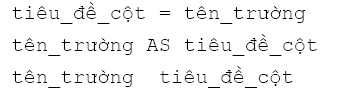 tiêu_đề_cột = tên_trường
tên_trường AS tiêu_đề_cột
tên_trường  tiêu_đề_cột